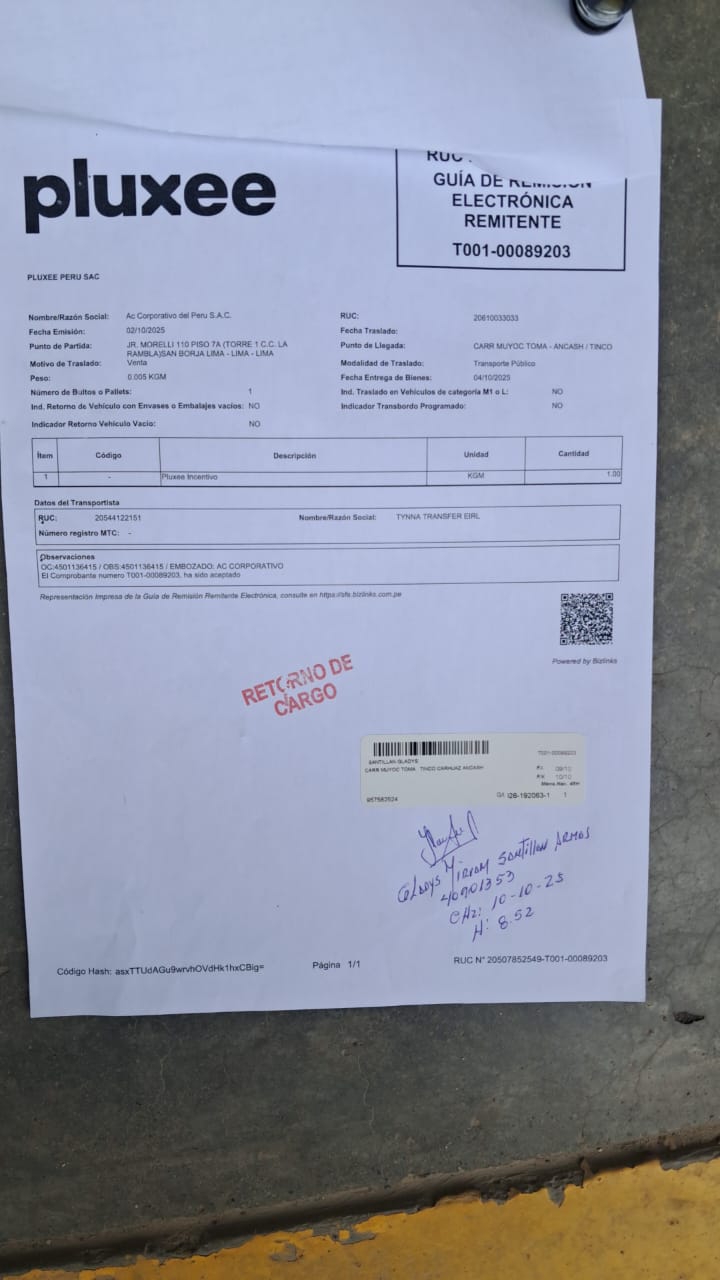 pluxee
RUC
GUÍA DE REMISIÓN
ELECTRÓNICA
REMITENTE
T001-00089203
PLUXEE PERU SAC
Nombre/Razón Social: Ac Corporativo del Peru S.A.C. RUC: 20610033033
Fecha Emisión: 02/10/2025 Fecha Traslado:
Punto de Partida: JR. MORELLI 110 PISO 7A (TORRE 1 C.C. LA RAMBLA)SAN BORJA LIMA - LIMA - LIMA Punto de Llegada: CARR MUYOC TOMA - ANCASH / TINCO
Motivo de Traslado: Venta Modalidad de Traslado: Transporte Público
Peso: 0.005 KGM Fecha Entrega de Bienes: 04/10/2025
Número de Bultos o Pallets: 1 Ind. Traslado en Vehículos de categoría M1 o L: NO
Ind. Retorno de Vehículo con Envases o Embalajes vacíos: NO Indicador Transbordo Programado: NO
Indicador Retorno Vehículo Vacío: NO
Ítem Código Descripción Unidad Cantidad
1 - Pluxee Incentivo KGM 1.00
Datos del Transportista
RUC: 20544122151 Nombre/Razón Social: TYNNA TRANSFER EIRL
Número registro MTC: -
Observaciones
OC:4501136415 / OBS:4501136415 / EMBOZADO: AC CORPORATIVO
El Comprobante numero T001-00089203, ha sido aceptado
Representación Impresa de la Guía de Remisión Remitente Electrónica, consulte en https://sfe.bizlinks.com.pe
Powered by Bizlinks
RETORNO DE
CARGO
T001-00089203
SANTILLAN GLADYS
CARR MUYOC TOMA TINCO CARHUAZ ANCASH
09/10
10/10
957582524
026-192063-1 1
Gladys Miriam Santillan Armas
40901353
CHz: 10-10-25
H: 8.52
Código Hash: asxTTUdAGu9wrvhOVdHk1hxCBig= Página 1/1 RUC N° 20507852549-T001-00089203